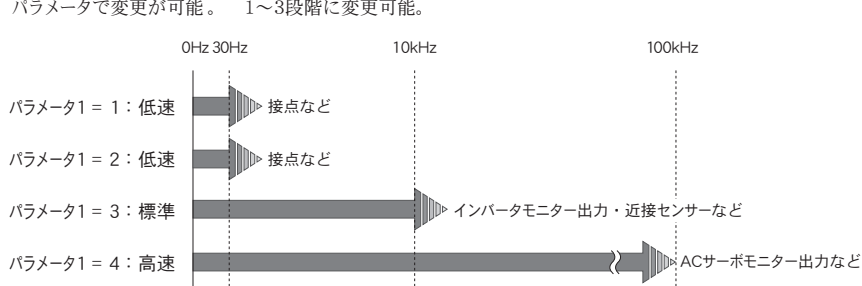 パラメータで変更が可能。 1～3段階に変更可能。
0Hz 30Hz 10kHz 100kHz
パラメータ1 = 1：低速 接点など
パラメータ1 = 2：低速 接点など
パラメータ1 = 3：標準 インバータモニター出力・近接センサーなど
パラメータ1 = 4：高速 ACサーボモニター出力など